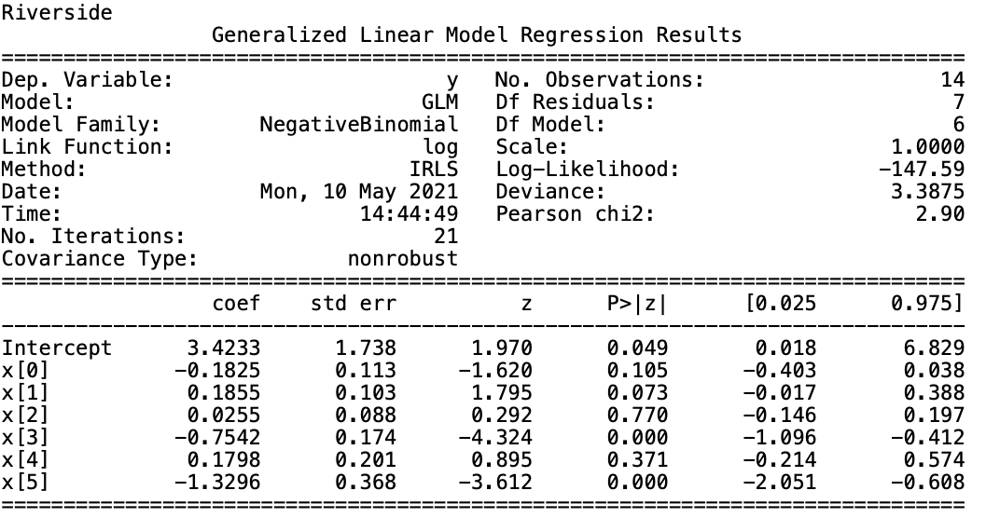 Riverside
Generalized Linear Model Regression Results
==============================================================================
Dep. Variable: y No. Observations: 14
Model: GLM Df Residuals: 7
Model Family: NegativeBinomial Df Model: 6
Link Function: log Scale: 1.0000
Method: IRLS Log-Likelihood: -147.59
Date: Mon, 10 May 2021 Deviance: 3.3875
Time: 14:44:49 Pearson chi2: 2.90
No. Iterations: 21
Covariance Type: nonrobust
==============================================================================
coef std err z P>|z| [0.025 0.975]
------------------------------------------------------------------------------
Intercept 3.4233 1.738 1.970 0.049 0.018 6.829
x[0] -0.1825 0.113 -1.620 0.105 -0.403 0.038
x[1] 0.1855 0.103 1.795 0.073 -0.017 0.388
x[2] 0.0255 0.088 0.292 0.770 -0.146 0.197
x[3] -0.7542 0.174 -4.324 0.000 -1.096 -0.412
x[4] 0.1798 0.201 0.895 0.371 -0.214 0.574
x[5] -1.3296 0.368 -3.612 0.000 -2.051 -0.608
==============================================================================